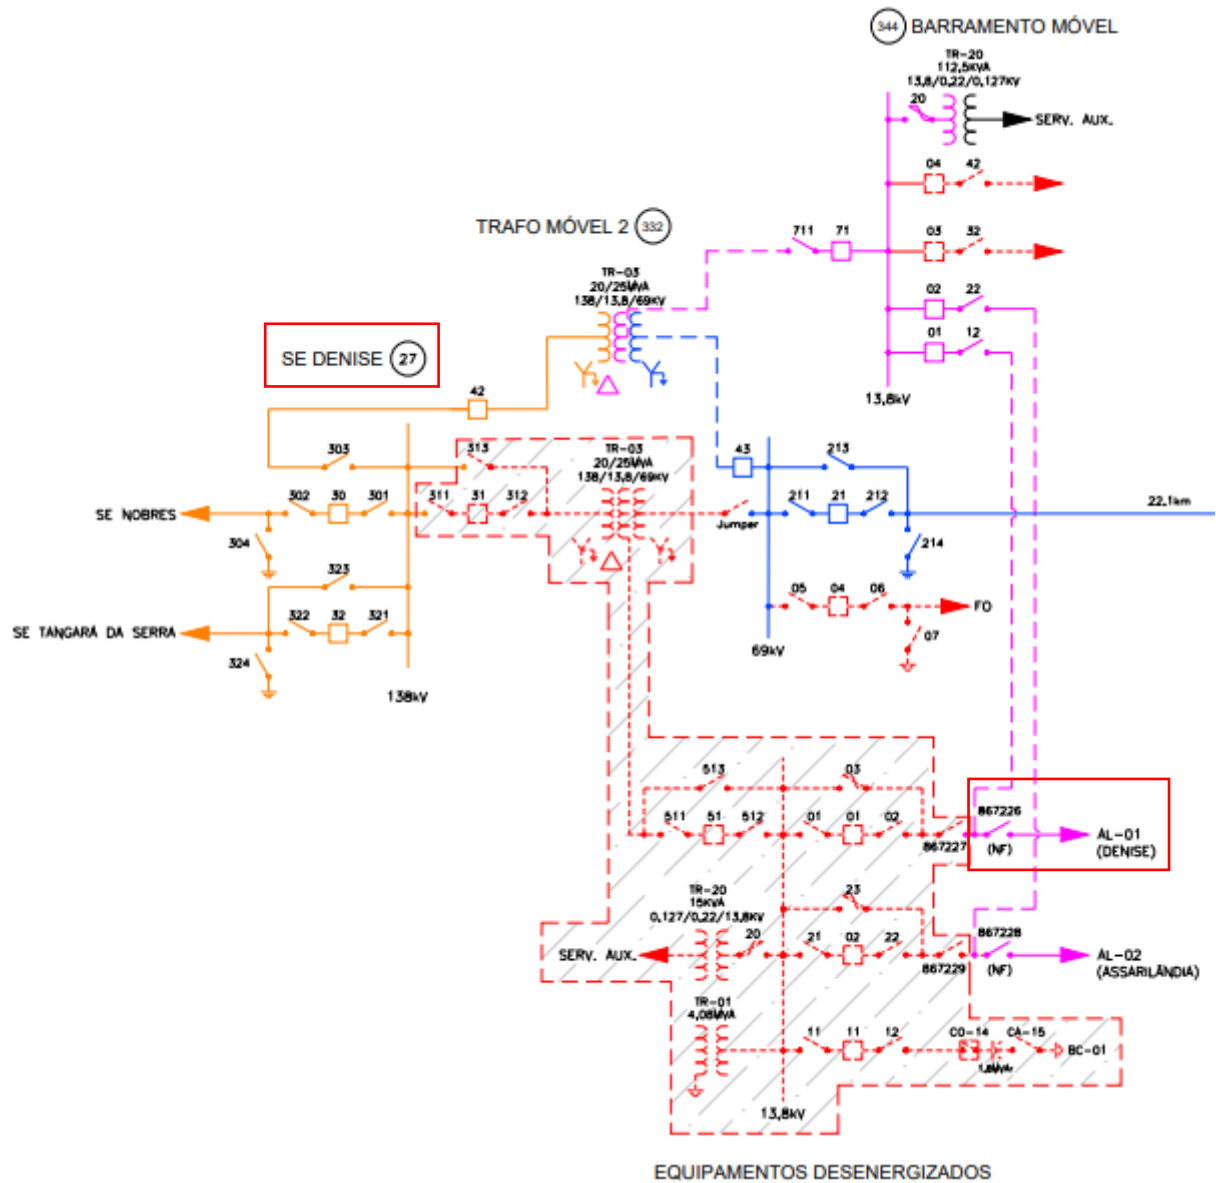 344 BARRAMENTO MÓVEL
TR-20
112,5KVA
13,8/0,22/0,127KV
20
SERV. AUX.
04 42
TRAFO MÓVEL 2 332
711 71
03 32
TR-03
20/25MVA
138/13,8/69KV
02 22
01 12
SE DENISE 27
42
13,8kV
303
313
TR-03
20/25MVA
138/13,8/69KV
43
213
302 30 301
311 31 312
211 21 212
SE NOBRES
Jumper
22,1km
304
214
323
05 04 06
FO
322 32 321
SE TANGARÁ DA SERRA
07
324
69kV
138kV
513
03
511 51 512
01 01 02
867226
867227
(NF)
AL-01
(DENISE)
TR-20
15KVA
0,127/0,22/13,8KV
23
SERV. AUX.
20
21 02 22
867228
867229
(NF)
AL-02
(ASSARILÂNDIA)
TR-01
4,08MVA
11 11 12
CO-14 CA-15
BC-01
1,8MVAr
13,8kV
EQUIPAMENTOS DESENERGIZADOS